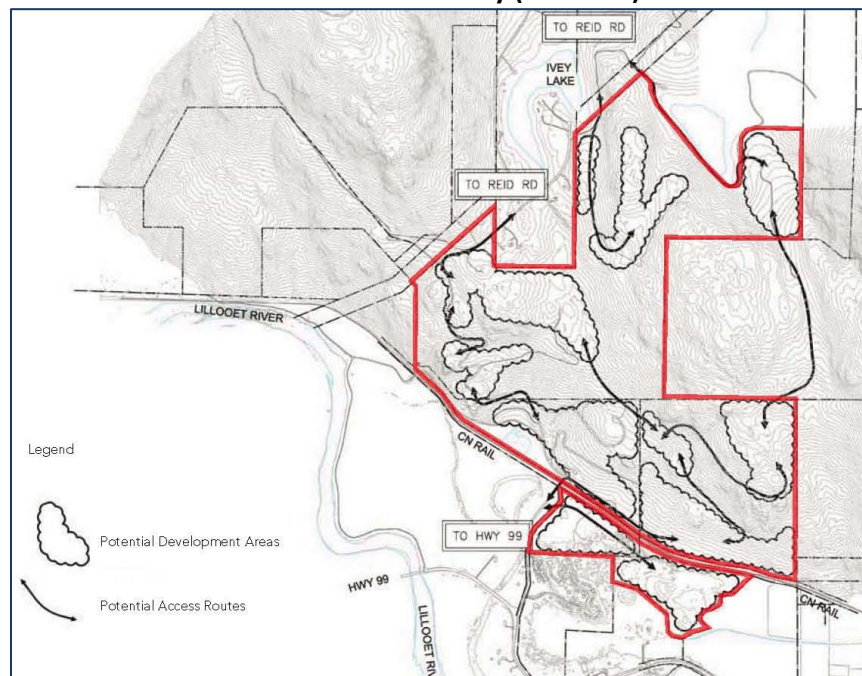 TO REID RD
IVEY
LAKE
TO REID RD
LILLOOET RIVER
CN RAIL
Legend
Potential Development Areas
TO HWY 99
HWY 99
Potential Access Routes
LILLOOET RIV
CN RAIL